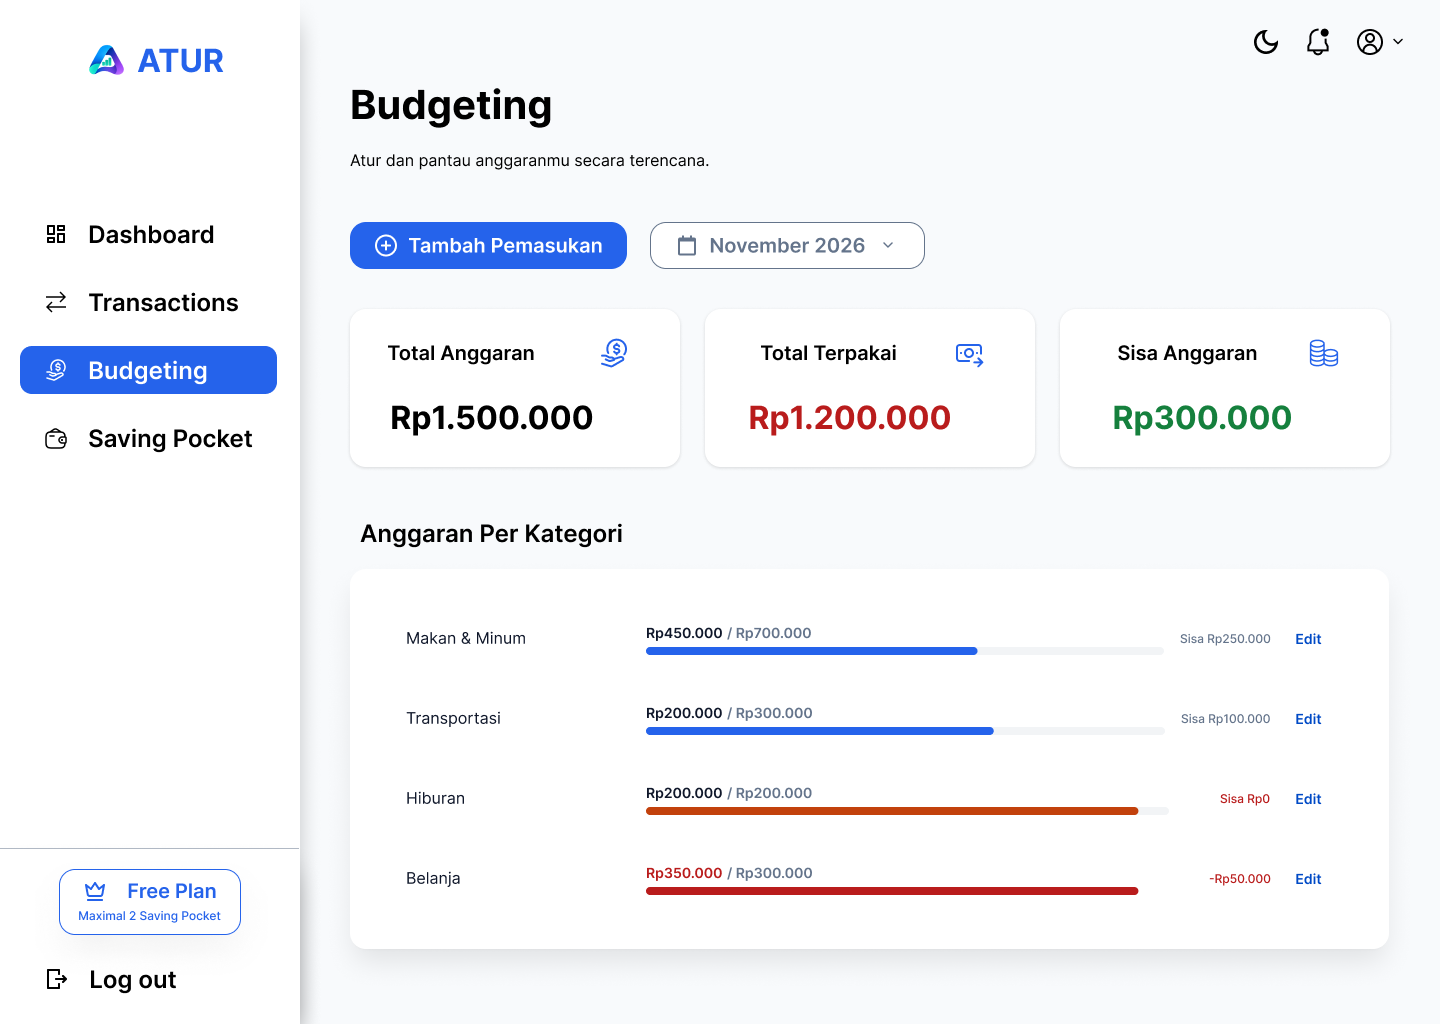 ATUR
Dashboard
Transactions
Budgeting
Saving Pocket
Free Plan
Maximal 2 Saving Pocket
Log out
Budgeting
Atur dan pantau anggaranmu secara terencana.
Tambah Pemasukan
November 2026
Total Anggaran
Rp1.500.000
Total Terpakai
Rp1.200.000
Sisa Anggaran
Rp300.000
Anggaran Per Kategori
Makan & Minum
Rp450.000 / Rp700.000
Sisa Rp250.000
Edit
Transportasi
Rp200.000 / Rp300.000
Sisa Rp100.000
Edit
Hiburan
Rp200.000 / Rp200.000
Sisa Rp0
Edit
Belanja
Rp350.000 / Rp300.000
-Rp50.000
Edit